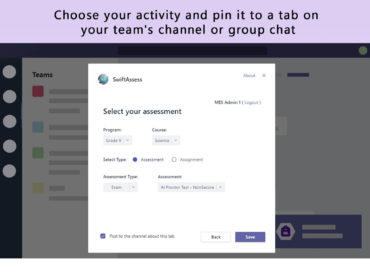 Choose your activity and pin it to a tab on
your team's channel or group chat
SwiftAssess
About
Teams
Select your assessment
MIE Admin 1 ( Logout )
Program:
Course:
Grade 9
Science
Select Type:
Assessment
Assignment
Assessment Type:
Assessment:
Exam
AI Proctor Test - NonSecure
Post to the channel about this tab.
Back
Save